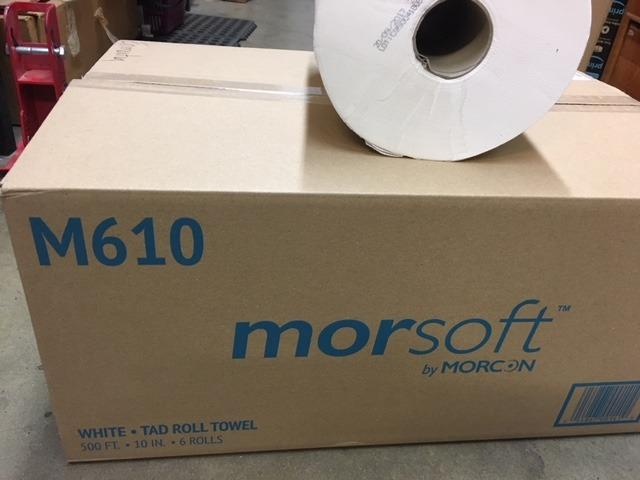 M610
morsoft™
by MORCON
WHITE • TAD ROLL TOWEL
500 FT. • 10 IN. • 6 ROLLS